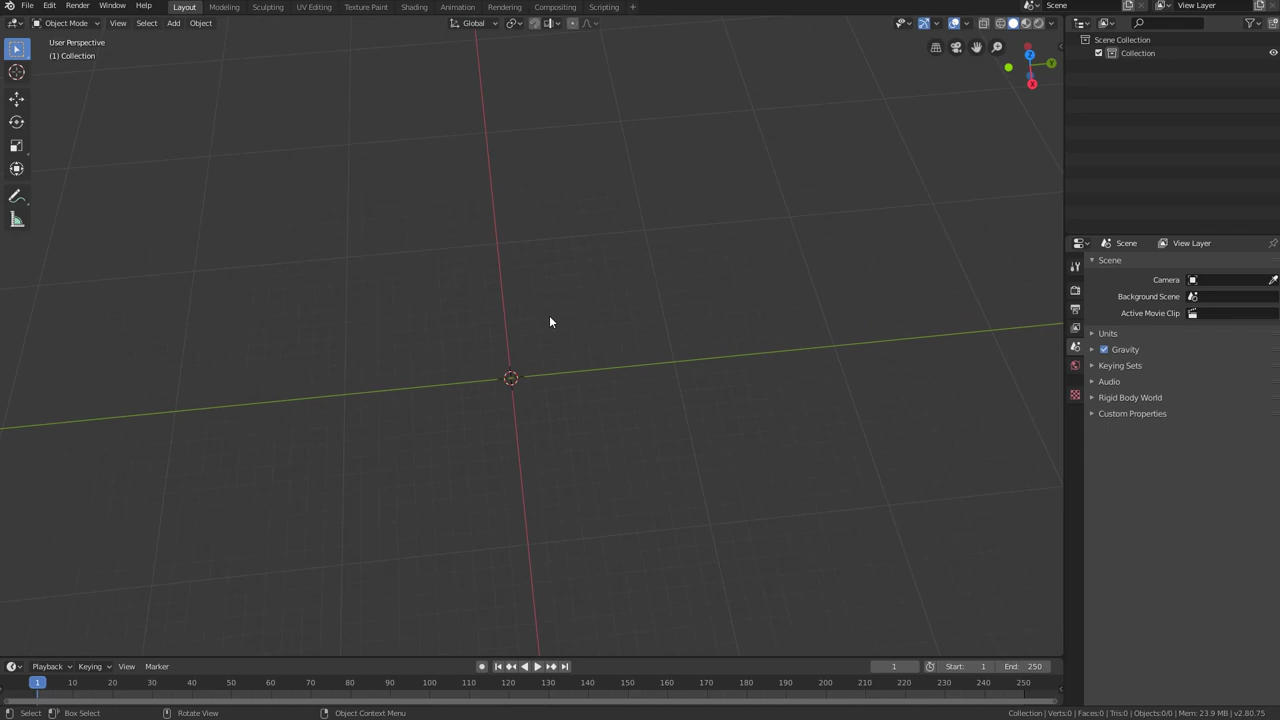 File Edit Render Window Help Layout Modeling Sculpting UV Editing Texture Paint Shading Animation Rendering Compositing Scripting + Scene View Layer
Object Mode View Select Add Object Global
User Perspective
(1) Collection
Z
Y
X
Scene Collection
Collection
Scene View Layer
Scene
Camera
Background Scene
Active Movie Clip
Units
Gravity
Keying Sets
Audio
Rigid Body World
Custom Properties
Playback Keying View Marker 1 Start: 1 End: 250
1 10 20 30 40 50 60 70 80 90 100 110 120 130 140 150 160 170 180 190 200 210 220 230 240 250
Select Box Select Rotate View Object Context Menu Collection | Verts:0 | Faces:0 | Tris:0 | Objects:0/0 | Mem: 23.9 MB | v2.80.75